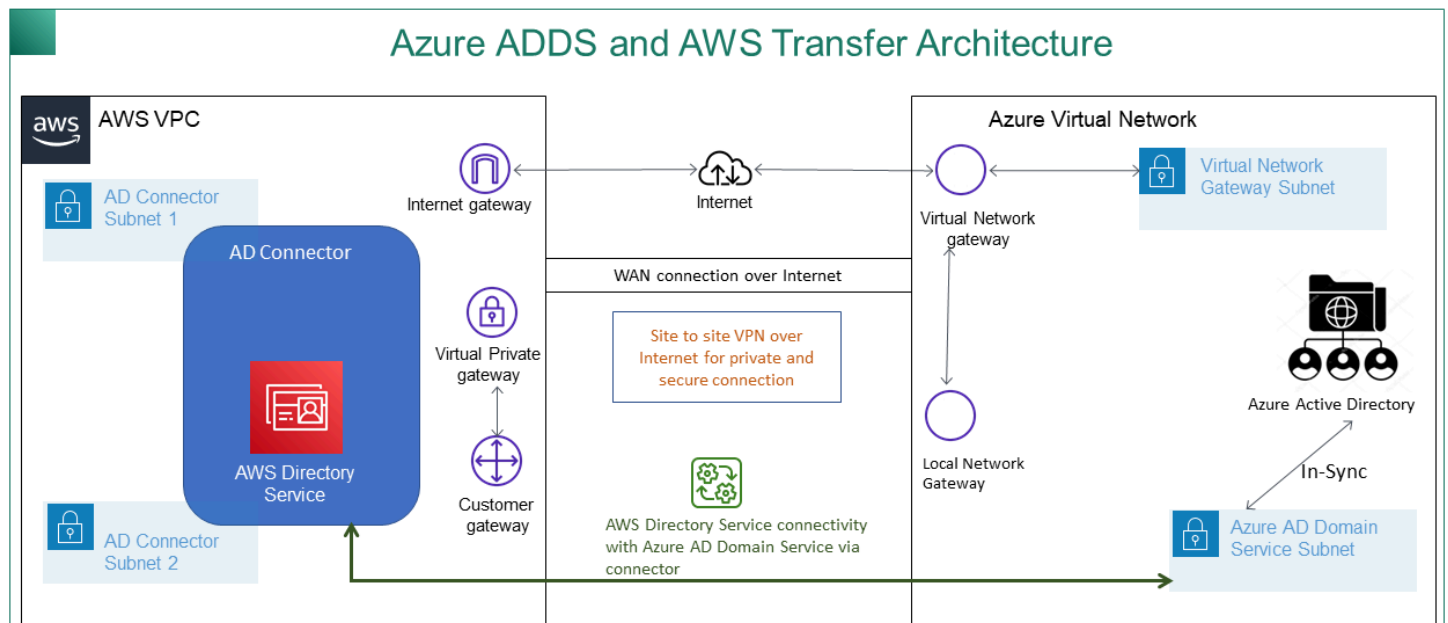 Azure ADDS and AWS Transfer Architecture
aws
AWS VPC
AD Connector
Subnet 1
AD Connector
AWS Directory
Service
AD Connector
Subnet 2
Internet gateway
Virtual Private
gateway
Customer
gateway
Internet
WAN connection over Internet
Site to site VPN over
Internet for private and
secure connection
AWS Directory Service connectivity
with Azure AD Domain Service via
connector
Azure Virtual Network
Virtual Network
gateway
Virtual Network
Gateway Subnet
Local Network
Gateway
Azure Active Directory
In-Sync
Azure AD Domain
Service Subnet